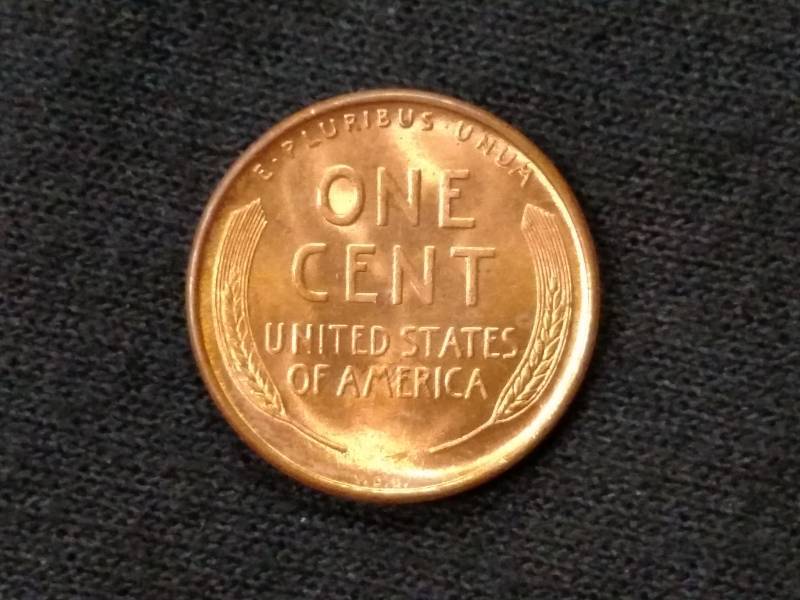 E·PLURIBUS·UNUM
ONE
CENT
UNITED STATES
OF AMERICA
V.D.B.